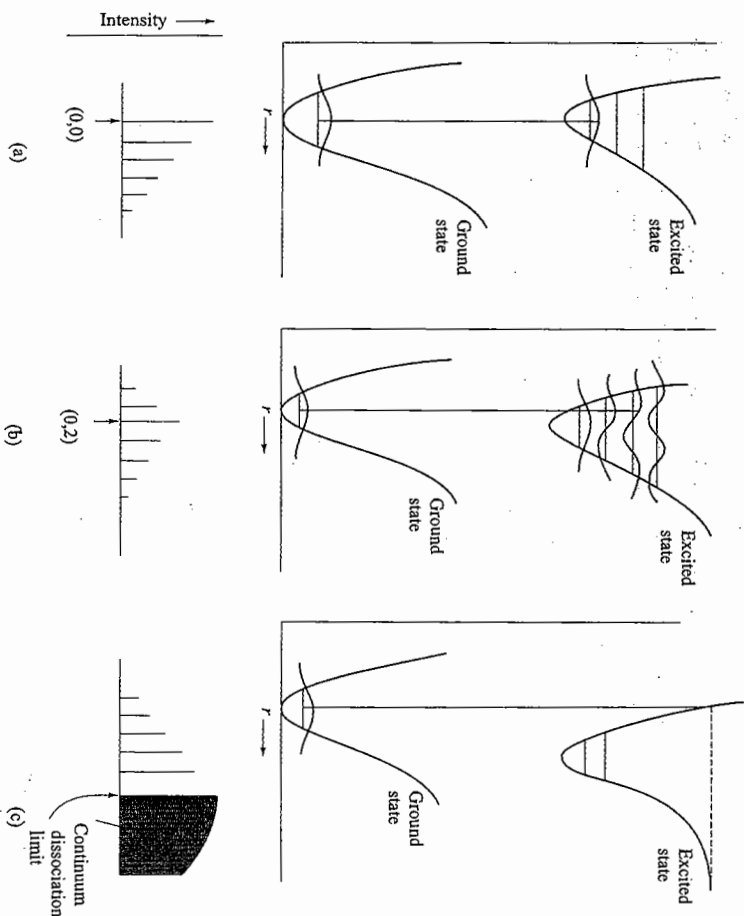 Intensity
(0,0)
(a)
r
Ground
state
Excited
state
(0,2)
(b)
r
Ground
state
Excited
state
(c)
Continuum
dissociation
limit
r
Ground
state
Excited
state